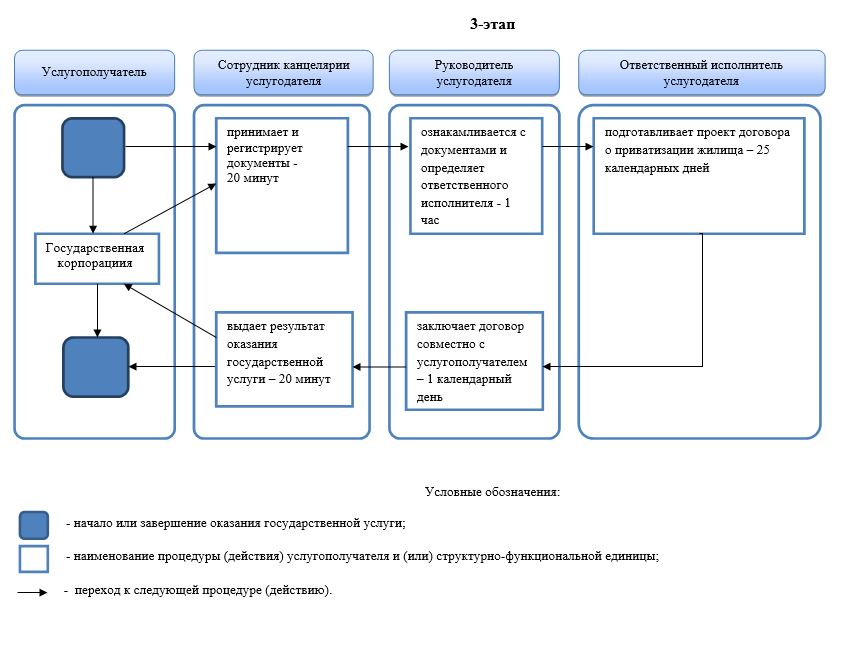 3-этап
Услугополучатель
Сотрудник канцелярии
услугодателя
Руководитель
услугодателя
Ответственный исполнитель
услугодателя
принимает и
регистрирует
документы -
20 минут
ознакамливается с
документами и
определяет
ответственного
исполнителя - 1
час
подготавливает проект договора
о приватизации жилища – 25
календарных дней
Государственная
корпорациия
выдает результат
оказания
государственной
услуги – 20 минут
заключает договор
совместно с
услугополучателем
– 1 календарный
день
Условные обозначения:
- начало или завершение оказания государственной услуги;
- наименование процедуры (действия) услугополучателя и (или) структурно-функциональной единицы;
- переход к следующей процедуре (действию).